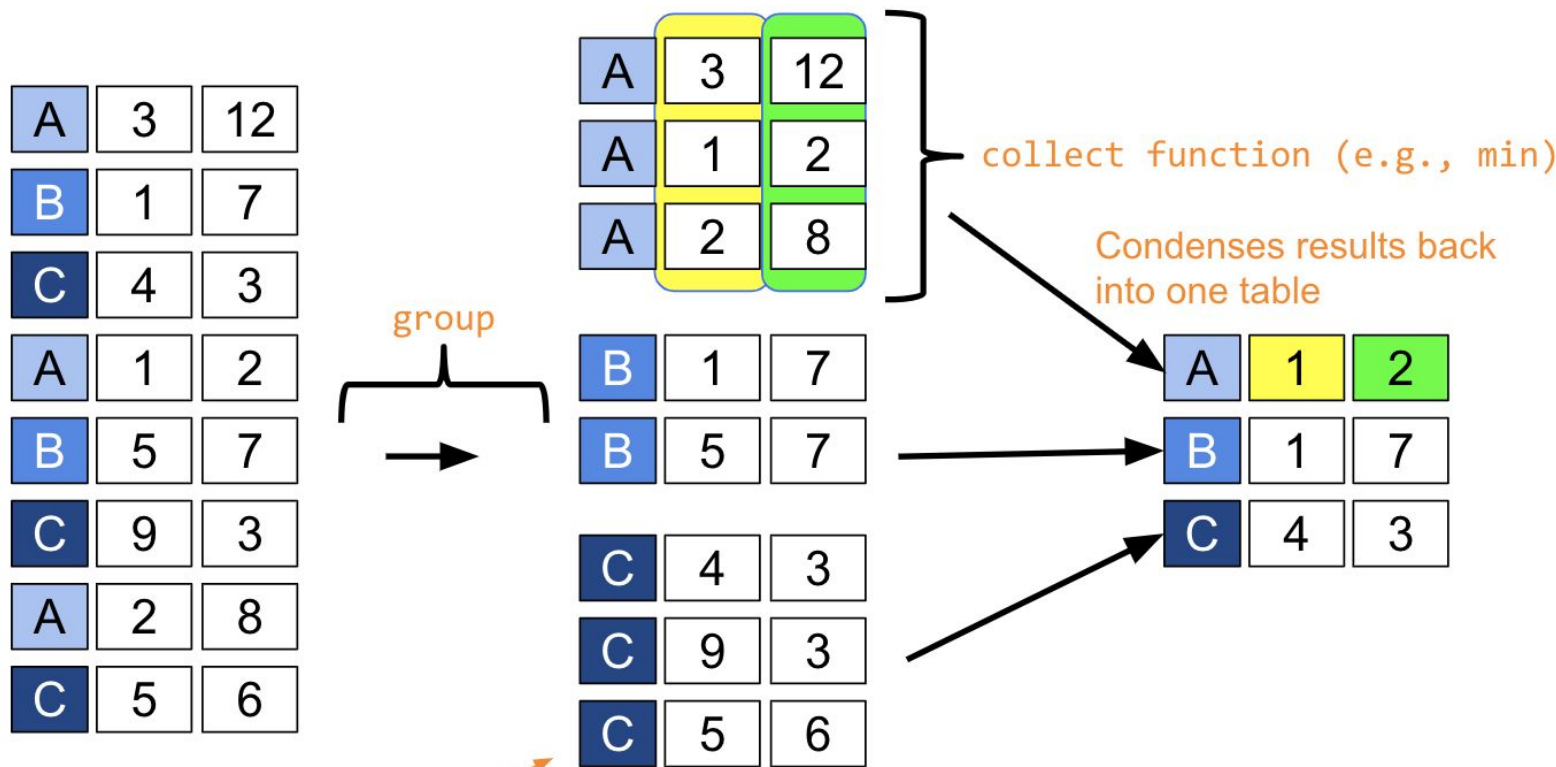 A 3 12
B 1 7
C 4 3
A 1 2
B 5 7
C 9 3
A 2 8
C 5 6
group
A 3 12
A 1 2
A 2 8
B 1 7
B 5 7
C 4 3
C 9 3
C 5 6
collect function (e.g., min)
Condenses results back
into one table
A 1 2
B 1 7
C 4 3